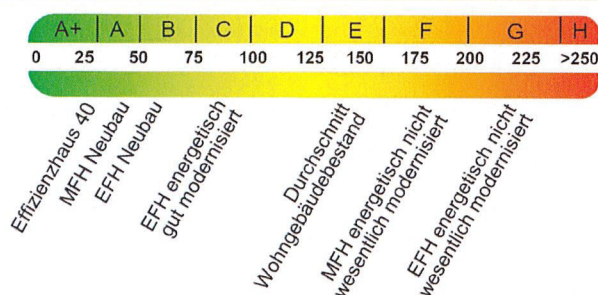 A+ A B C D E F G H
0 25 50 75 100 125 150 175 200 225 >250
Effizienzhaus 40
MFH Neubau
EFH Neubau
EFH energetisch
gut modernisiert
Durchschnitt
Wohngebäudebestand
MFH energetisch nicht
wesentlich modernisiert
EFH energetisch nicht
wesentlich modernisiert